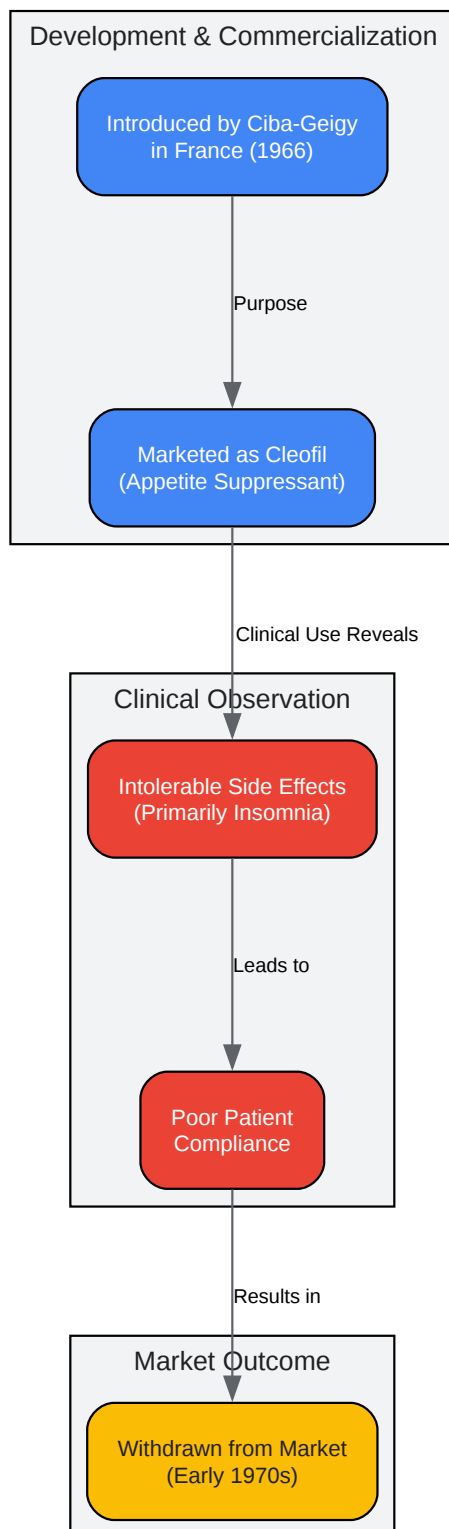 Development & Commercialization
Introduced by Ciba-Geigy
in France (1966)
Purpose
Marketed as Cleofil
(Appetite Suppressant)
Clinical Use Reveals
Clinical Observation
Intolerable Side Effects
(Primarily Insomnia)
Leads to
Poor Patient
Compliance
Results in
Market Outcome
Withdrawn from Market
(Early 1970s)